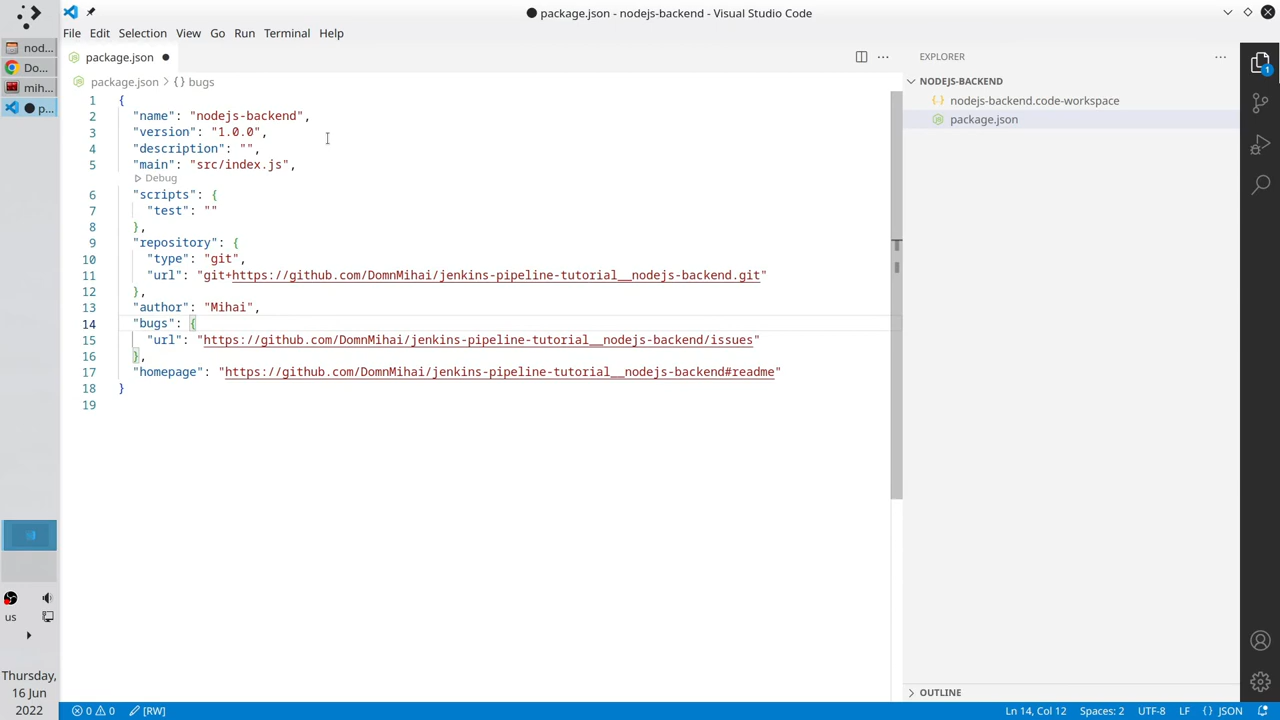 package.json - nodejs-backend - Visual Studio Code
File Edit Selection View Go Run Terminal Help
nod...
Do...
mih...
p...
package.json
package.json > {} bugs
1 {
2 "name": "nodejs-backend",
3 "version": "1.0.0",
4 "description": "",
5 "main": "src/index.js",
Debug
6 "scripts": {
7 "test": ""
8 },
9 "repository": {
10 "type": "git",
11 "url": "git+https://github.com/DomnMihai/jenkins-pipeline-tutorial__nodejs-backend.git"
12 },
13 "author": "Mihai",
14 "bugs": {
15 "url": "https://github.com/DomnMihai/jenkins-pipeline-tutorial__nodejs-backend/issues"
16 },
17 "homepage": "https://github.com/DomnMihai/jenkins-pipeline-tutorial__nodejs-backend#readme"
18 }
19
EXPLORER
NODEJS-BACKEND
{} nodejs-backend.code-workspace
package.json
1
OUTLINE
us
Thursday,
16 Jun
2022
0 0 [RW]
Ln 14, Col 12 Spaces: 2 UTF-8 LF {} JSON